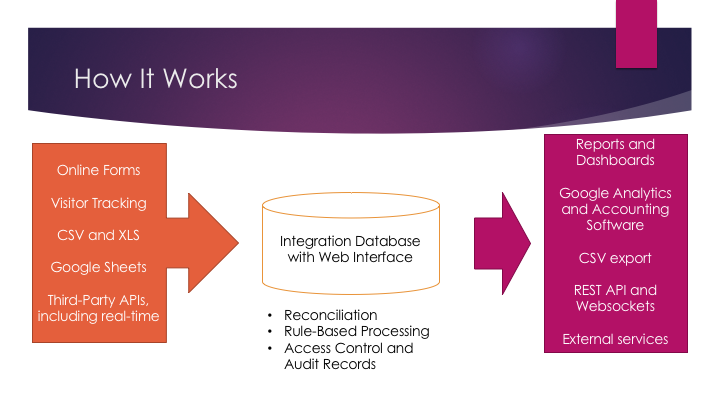 How It Works
Online Forms
Visitor Tracking
CSV and XLS
Google Sheets
Third-Party APIs,
including real-time
Integration Database
with Web Interface
• Reconciliation
• Rule-Based Processing
• Access Control and
Audit Records
Reports and
Dashboards
Google Analytics
and Accounting
Software
CSV export
REST API and
Websockets
External services